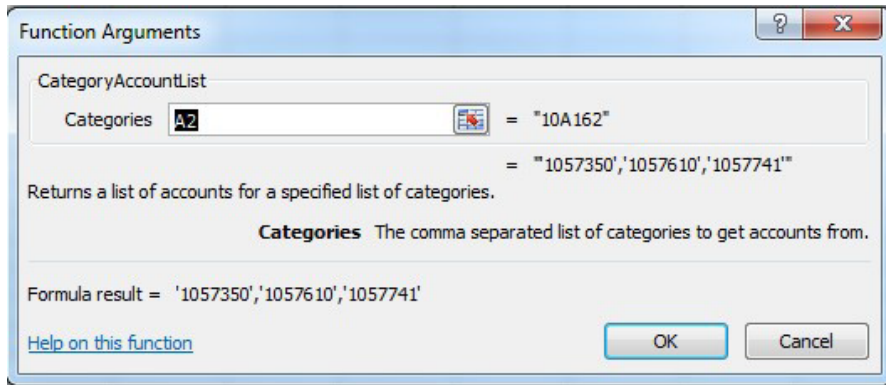 Function Arguments
CategoryAccountList
Categories A2 = "10A162"
= "'1057350','1057610','1057741'"
Returns a list of accounts for a specified list of categories.
Categories The comma separated list of categories to get accounts from.
Formula result = '1057350','1057610','1057741'
Help on this function
OK Cancel